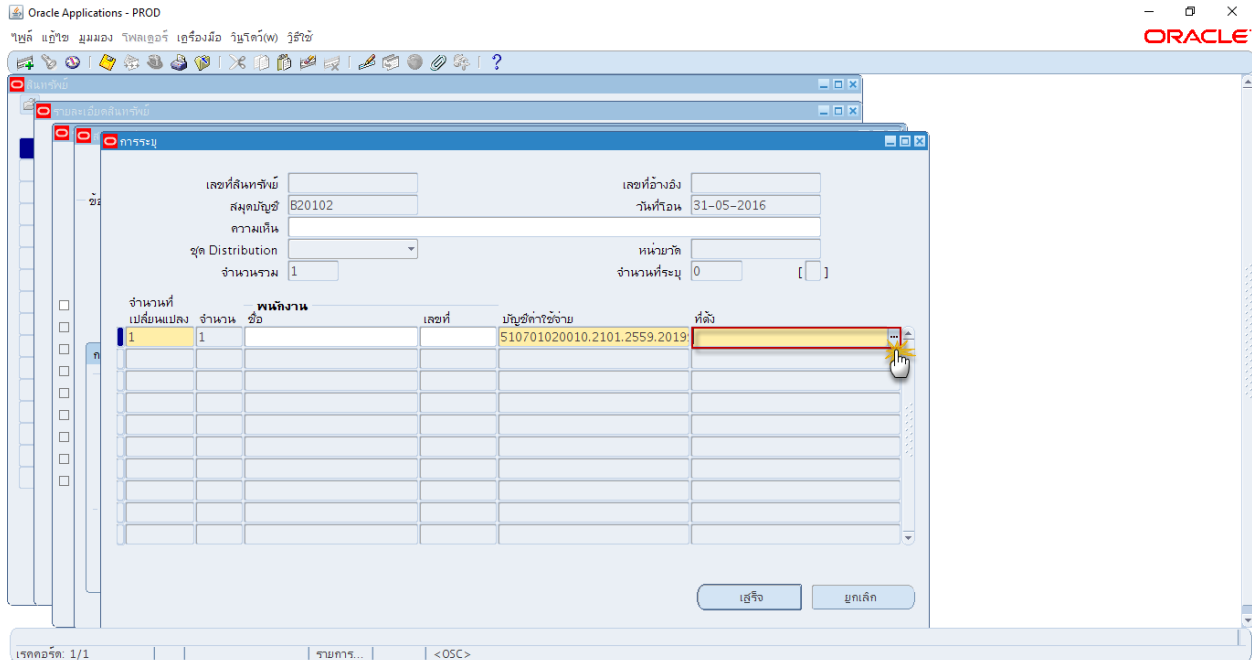 Oracle Applications - PROD
ไฟล์ แก้ไข มุมมอง โฟลเดอร์ เครื่องมือ วินโดว์(W) วิธีใช้
ORACLE
สินทรัพย์
รายละเอียดสินทรัพย์
การระบุ
เลขที่สินทรัพย์ เลขที่อ้างอิง
สมุดบัญชี B20102 วันที่โอน 31-05-2016
ความเห็น
ชุด Distribution หน่วยวัด
จำนวนรวม 1 จำนวนที่ระบุ 0 [ ]
จำนวนที่ พนักงาน
เปลี่ยนแปลง จำนวน ชื่อ เลขที่ บัญชีค่าใช้จ่าย ที่ตั้ง
1 1 510701020010.2101.2559.2019
เสร็จ ยกเลิก
เรคคอร์ด: 1/1 รายการ... <OSC>